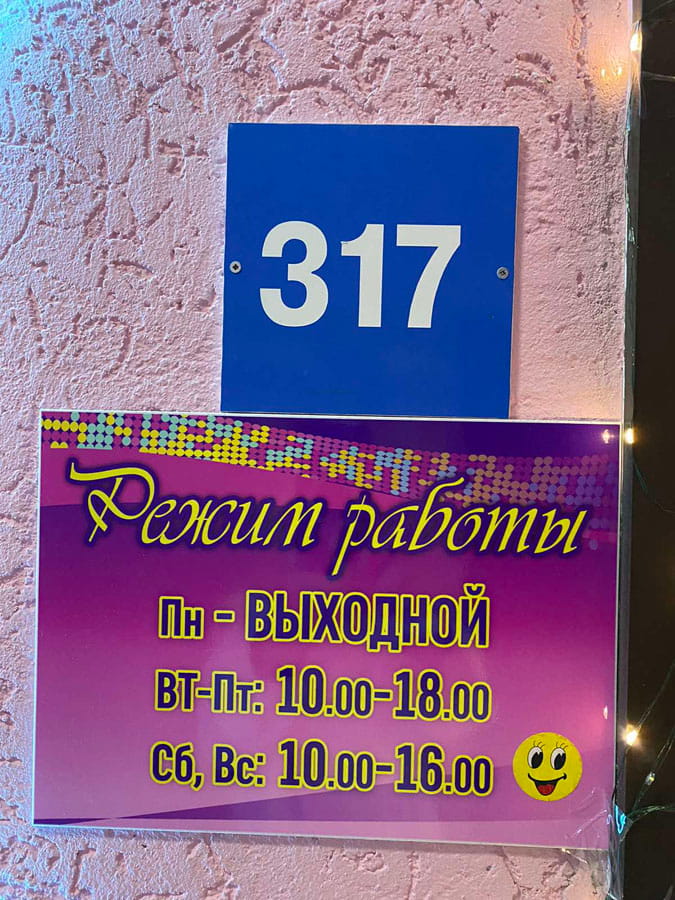 317
Режим работы
Пн - ВЫХОДНОЙ
ВТ-Пт: 10.00-18.00
Сб, Вс: 10.00-16.00